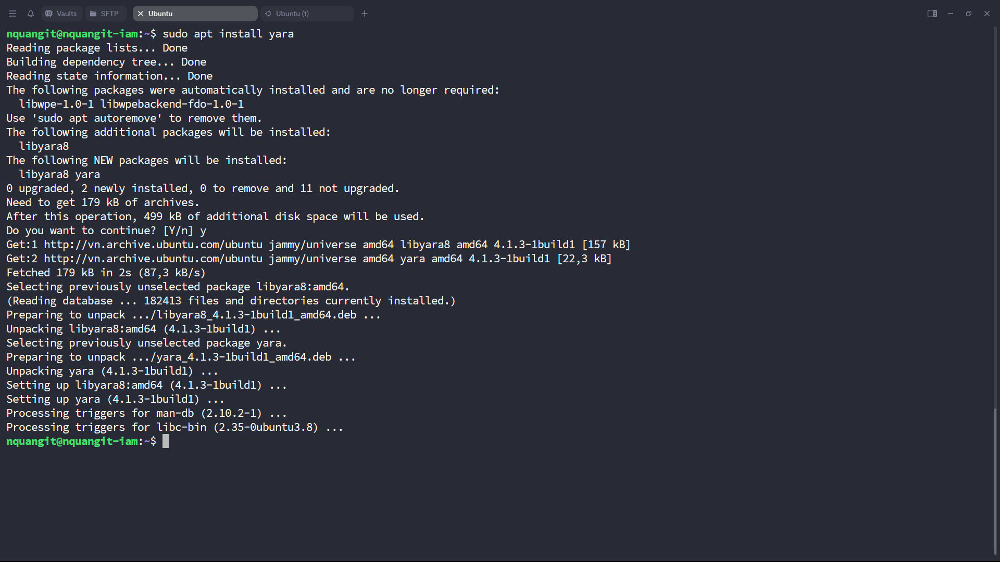 Vaults SFTP Ubuntu Ubuntu (1)
nquangit@nquangit-iam:~$ sudo apt install yara
Reading package lists... Done
Building dependency tree... Done
Reading state information... Done
The following packages were automatically installed and are no longer required:
  libwpe-1.0-1 libwpebackend-fdo-1.0-1
Use 'sudo apt autoremove' to remove them.
The following additional packages will be installed:
  libyara8
The following NEW packages will be installed:
  libyara8 yara
0 upgraded, 2 newly installed, 0 to remove and 11 not upgraded.
Need to get 179 kB of archives.
After this operation, 499 kB of additional disk space will be used.
Do you want to continue? [Y/n] y
Get:1 http://vn.archive.ubuntu.com/ubuntu jammy/universe amd64 libyara8 amd64 4.1.3-1build1 [157 kB]
Get:2 http://vn.archive.ubuntu.com/ubuntu jammy/universe amd64 yara amd64 4.1.3-1build1 [22,3 kB]
Fetched 179 kB in 2s (87,3 kB/s)
Selecting previously unselected package libyara8:amd64.
(Reading database ... 182413 files and directories currently installed.)
Preparing to unpack .../libyara8_4.1.3-1build1_amd64.deb ...
Unpacking libyara8:amd64 (4.1.3-1build1) ...
Selecting previously unselected package yara.
Preparing to unpack .../yara_4.1.3-1build1_amd64.deb ...
Unpacking yara (4.1.3-1build1) ...
Setting up libyara8:amd64 (4.1.3-1build1) ...
Setting up yara (4.1.3-1build1) ...
Processing triggers for man-db (2.10.2-1) ...
Processing triggers for libc-bin (2.35-0ubuntu3.8) ...
nquangit@nquangit-iam:~$